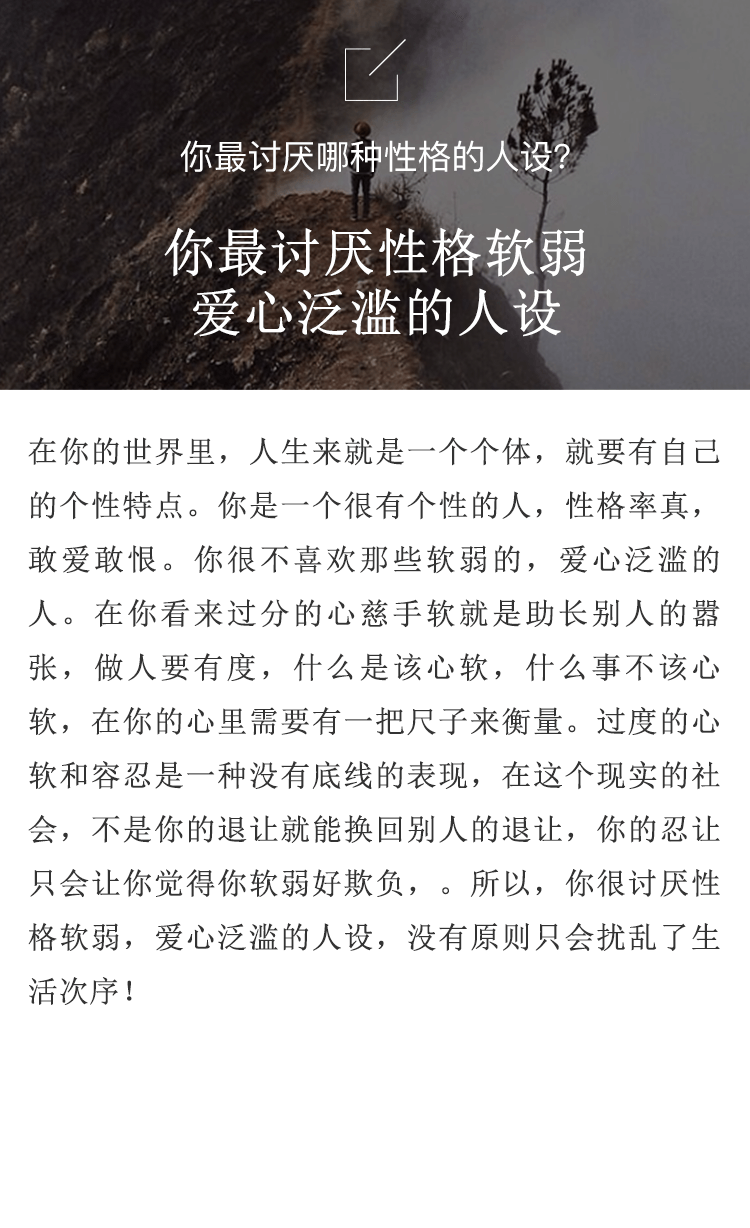 你最讨厌哪种性格的人设？
你最讨厌性格软弱
爱心泛滥的人设
在你的世界里，人生来就是一个个体，就要有自己
的个性特点。你是一个很有个性的人，性格率真，
敢爱敢恨。你很不喜欢那些软弱的，爱心泛滥的
人。在你看来过分的心慈手软就是助长别人的嚣
张，做人要有度，什么是该心软，什么事不该心
软，在你的心里需要有一把尺子来衡量。过度的心
软和容忍是一种没有底线的表现，在这个现实的社
会，不是你的退让就能换回别人的退让，你的忍让
只会让你觉得你软弱好欺负，。所以，你很讨厌性
格软弱，爱心泛滥的人设，没有原则只会扰乱了生
活次序！